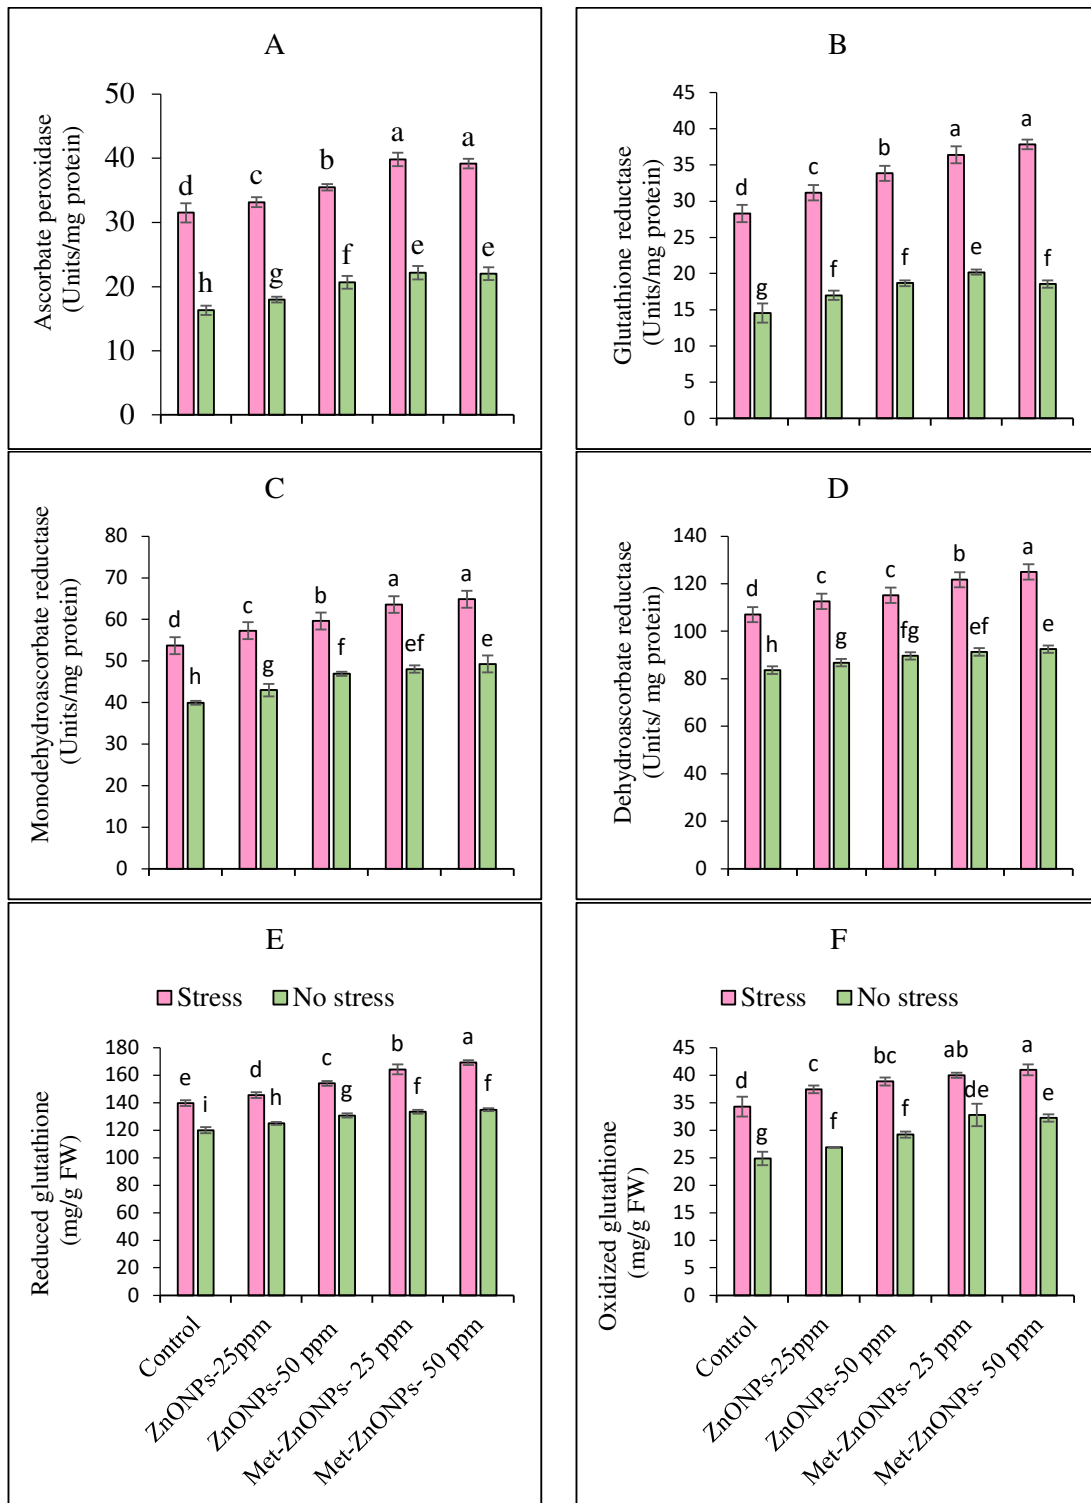 A
Ascorbate peroxidase
(Units/mg protein)
50
40
30
20
10
0
d
h
c
g
b
f
a
e
a
e
B
Glutathione reductase
(Units/mg protein)
45
40
35
30
25
20
15
10
5
0
d
g
c
f
b
f
a
e
a
f
C
Monodehydroascorbate reductase
(Units/mg protein)
80
70
60
50
40
30
20
10
0
d
h
c
g
b
f
a
ef
a
e
D
Dehydroascorbate reductase
(Units/ mg protein)
140
120
100
80
60
40
20
0
d
h
c
g
c
fg
b
ef
a
e
E
Stress
No stress
Reduced glutathione
(mg/g FW)
180
160
140
120
100
80
60
40
20
0
e
i
d
h
c
g
b
f
a
f
Control
ZnONPs-25ppm
ZnONPs-50 ppm
Met-ZnONPs- 25 ppm
Met-ZnONPs- 50 ppm
F
Stress
No stress
Oxidized glutathione
(mg/g FW)
45
40
35
30
25
20
15
10
5
0
d
g
c
f
bc
f
ab
de
a
e
Control
ZnONPs-25ppm
ZnONPs-50 ppm
Met-ZnONPs- 25 ppm
Met-ZnONPs- 50 ppm